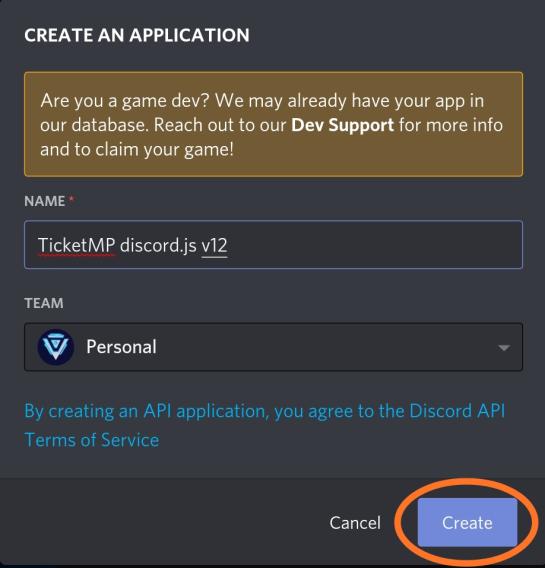 CREATE AN APPLICATION
Are you a game dev? We may already have your app in
our database. Reach out to our Dev Support for more info
and to claim your game!
NAME *
TicketMP discord.js v12
TEAM
Personal
By creating an API application, you agree to the Discord API
Terms of Service
Cancel Create